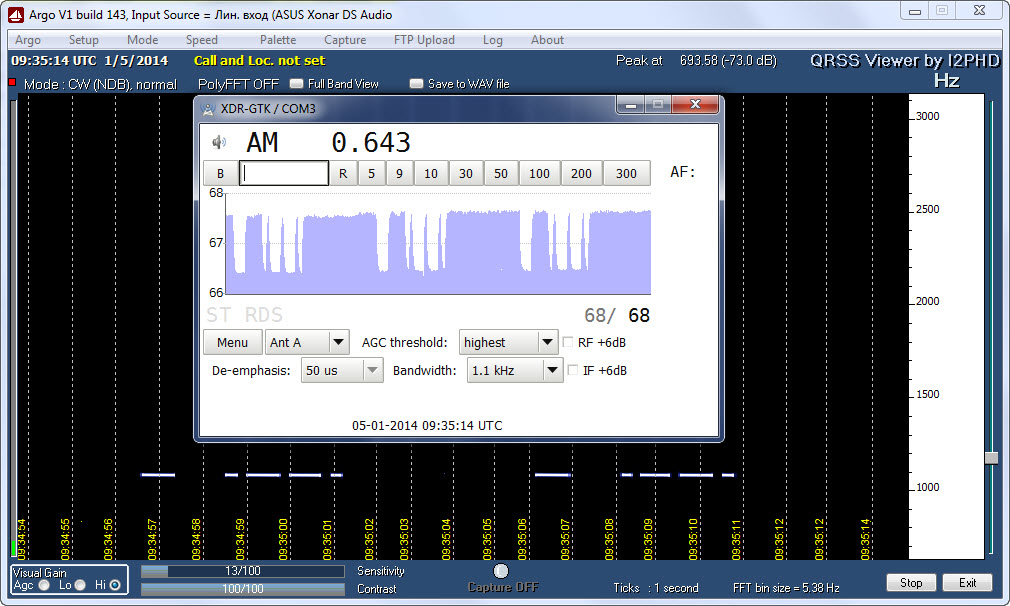 Argo V1 build 143, Input Source = Лин. вход (ASUS Xonar DS Audio
Argo Setup Mode Speed Palette Capture FTP Upload Log About
09:35:14 UTC 1/5/2014 Call and Loc. not set Peak at 693.58 (-73.0 dB) QRSS Viewer by I2PHD
Mode : CW (NDB), normal PolyFFT OFF Full Band View Save to WAV file Hz
XDR-GTK / COM3
AM 0.643
B R 5 9 10 30 50 100 200 300 AF:
68
67
66
ST RDS 68/ 68
Menu Ant A AGC threshold: highest RF +6dB
De-emphasis: 50 us Bandwidth: 1.1 kHz IF +6dB
05-01-2014 09:35:14 UTC
3000
2500
2000
1500
1000
09:34:54 09:34:55 09:34:56 09:34:57 09:34:58 09:34:59 09:35:00 09:35:01 09:35:02 09:35:03 09:35:04 09:35:05 09:35:06 09:35:07 09:35:08 09:35:09 09:35:10 09:35:11 09:35:12 09:35:12 09:35:14
Visual Gain
Agc Lo Hi
13/100 Sensitivity
100/100 Contrast
Capture OFF
Ticks : 1 second FFT bin size = 5.38 Hz
Stop Exit